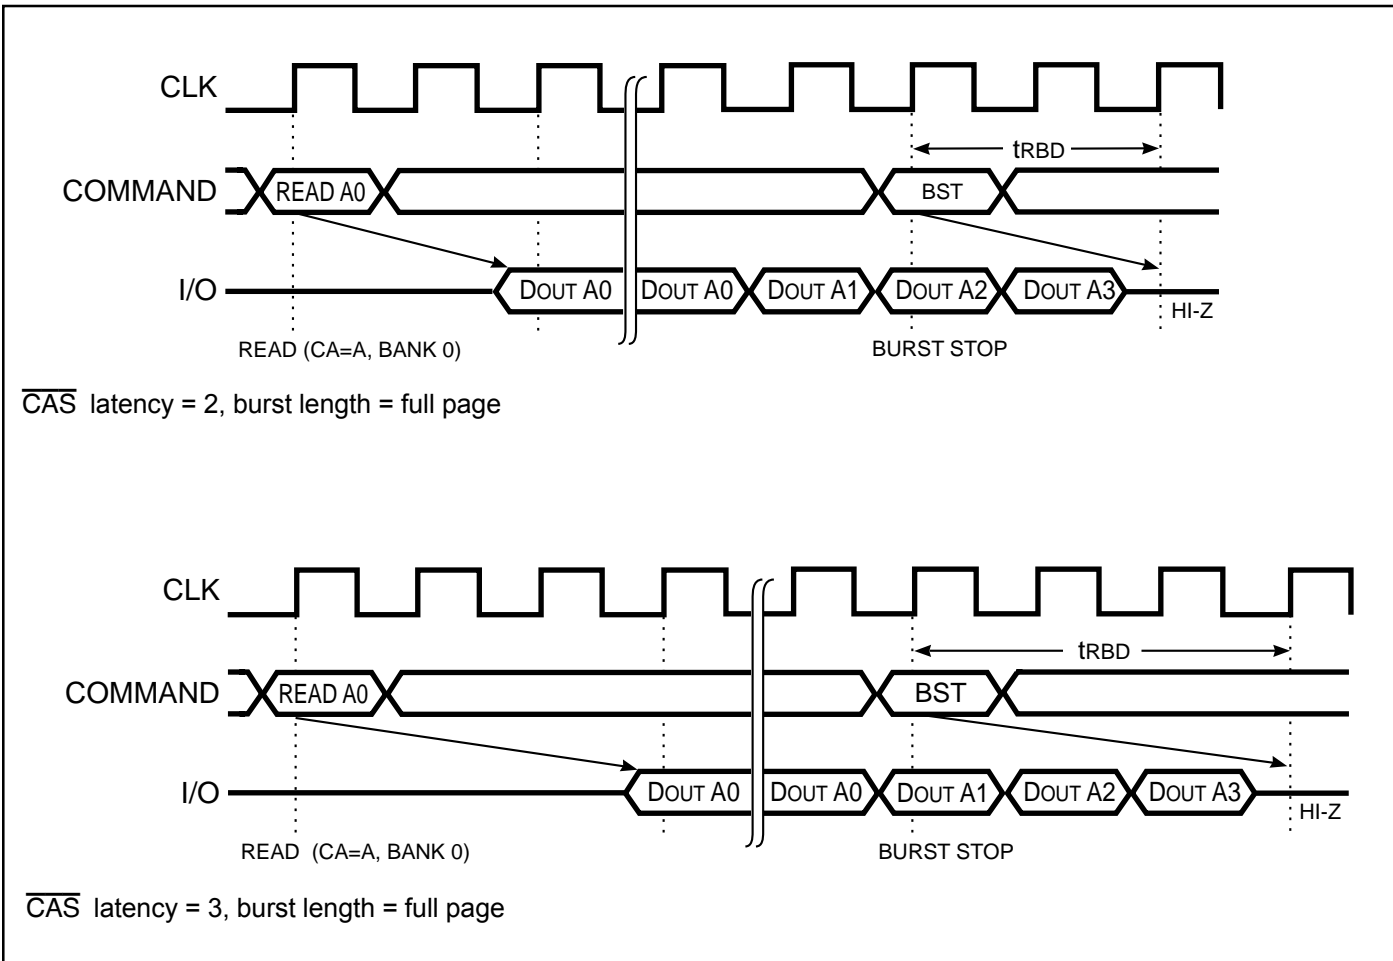 CLK
tRBD
COMMAND READ A0 BST
I/O DOUT A0 DOUT A0 DOUT A1 DOUT A2 DOUT A3
HI-Z
READ (CA=A, BANK 0) BURST STOP
CAS latency = 2, burst length = full page
CLK
tRBD
COMMAND READ A0 BST
I/O DOUT A0 DOUT A0 DOUT A1 DOUT A2 DOUT A3
HI-Z
READ (CA=A, BANK 0) BURST STOP
CAS latency = 3, burst length = full page